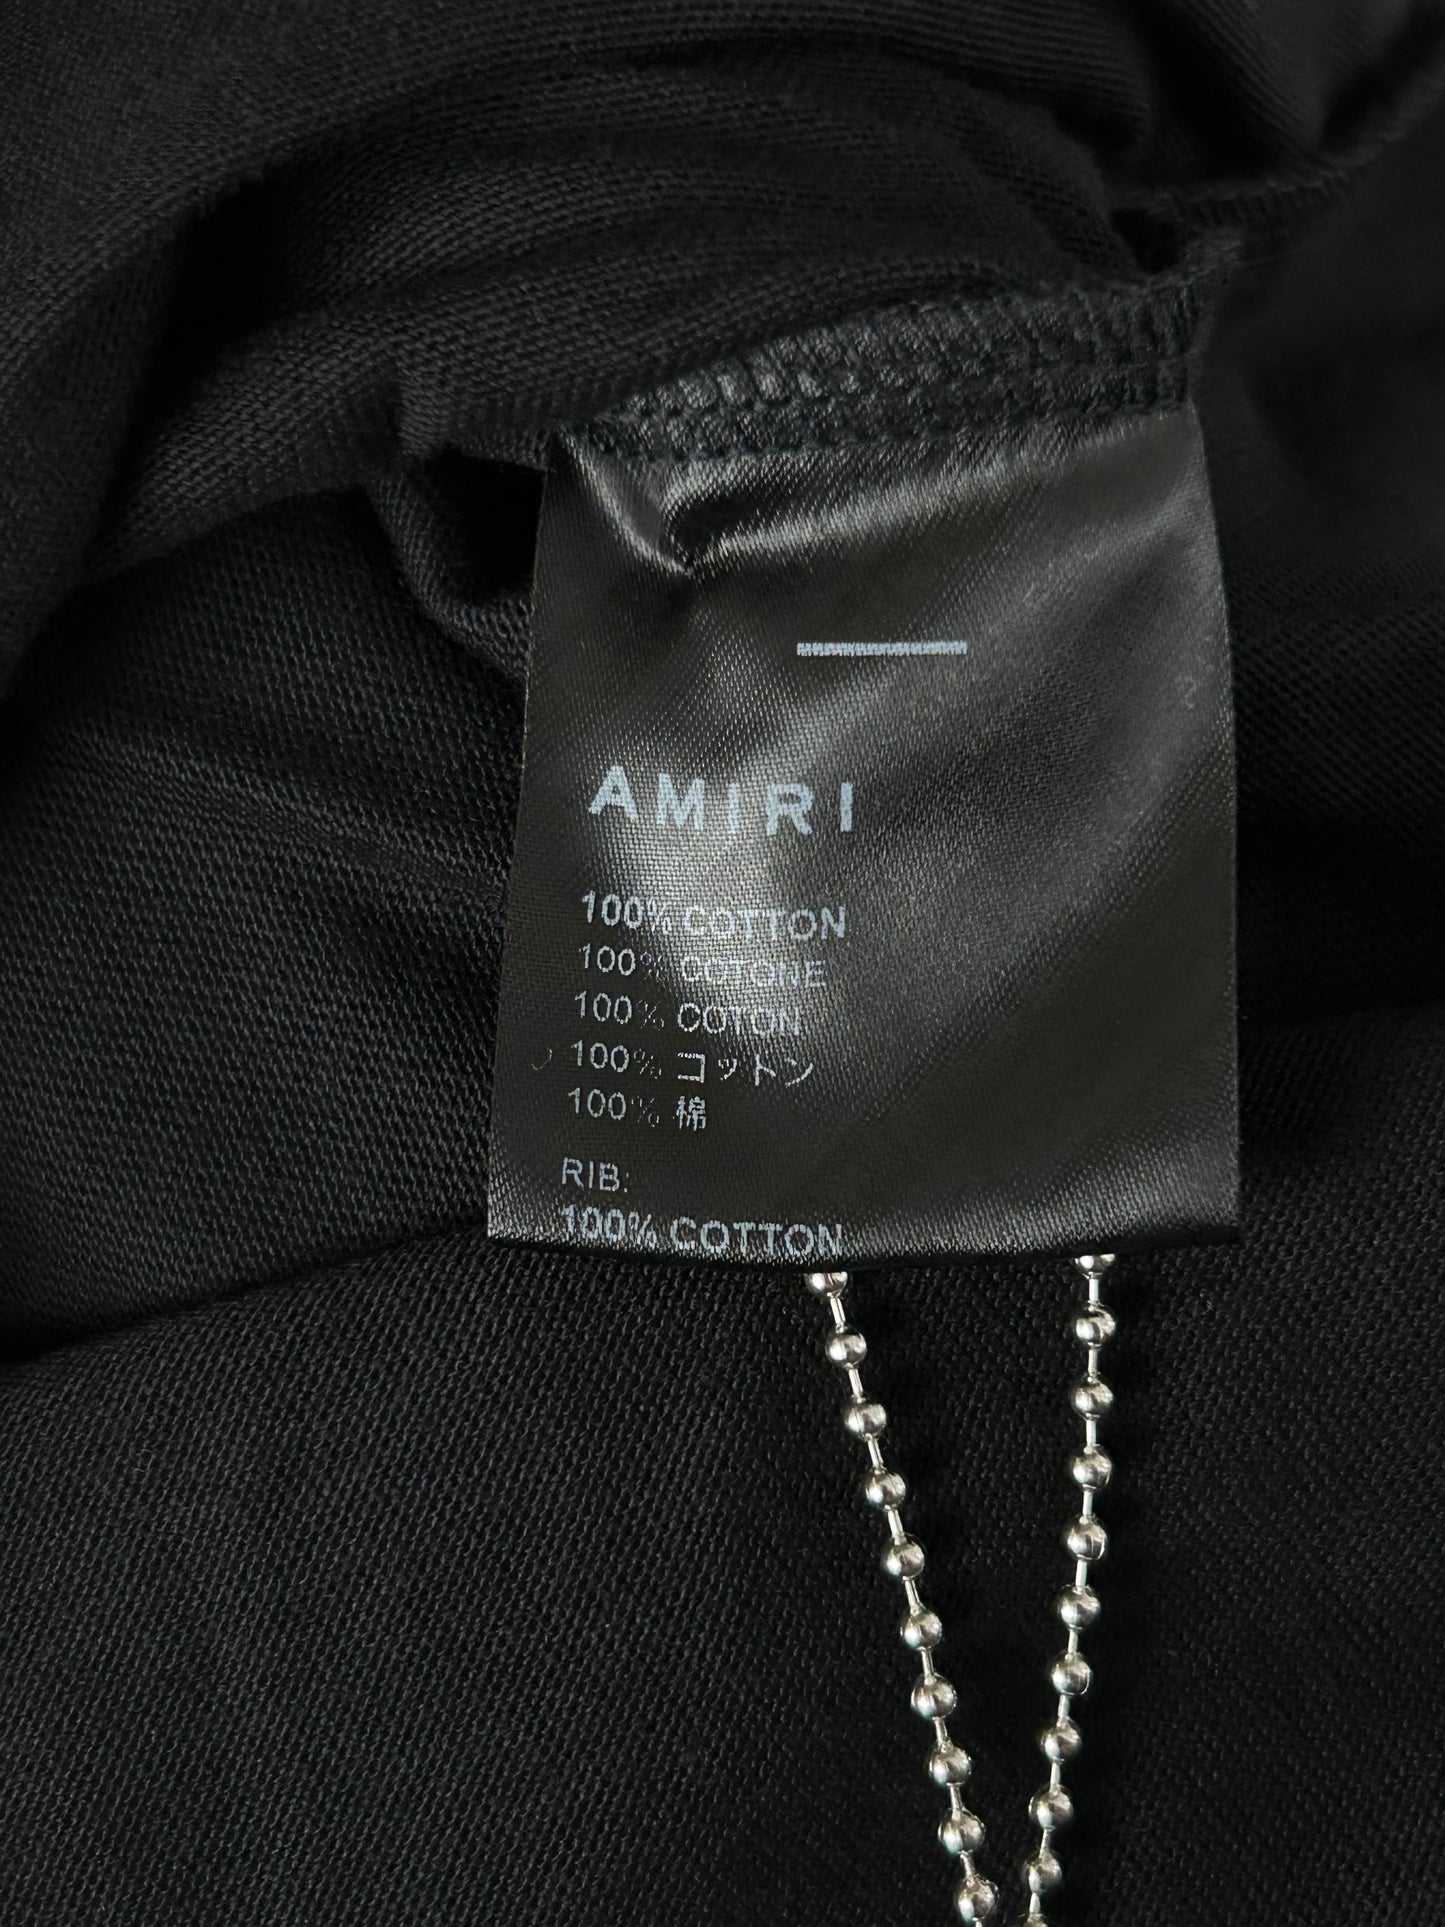 AMIRI
100% COTTON
100% COTONE
100% COTON
100% コットン
100% 棉
RIB:
100% COTTON